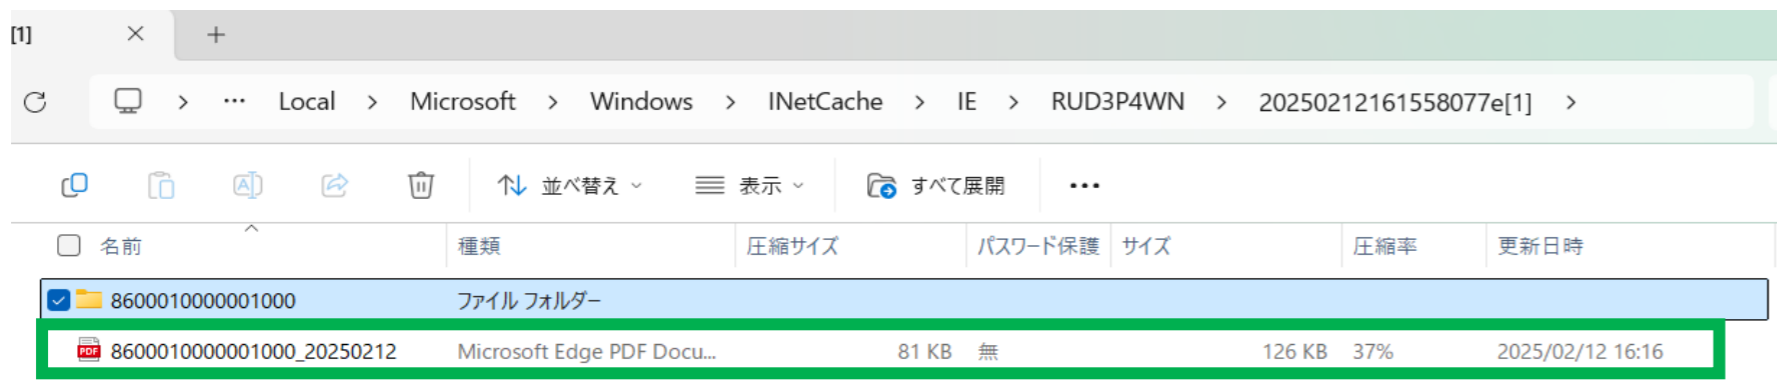 [1]
Local > Microsoft > Windows > INetCache > IE > RUD3P4WN > 20250212161558077e[1] >
並べ替え 表示 すべて展開
名前 種類 圧縮サイズ パスワード保護 サイズ 圧縮率 更新日時
8600010000001000 ファイル フォルダー
PDF 8600010000001000_20250212 Microsoft Edge PDF Docu... 81 KB 無 126 KB 37% 2025/02/12 16:16